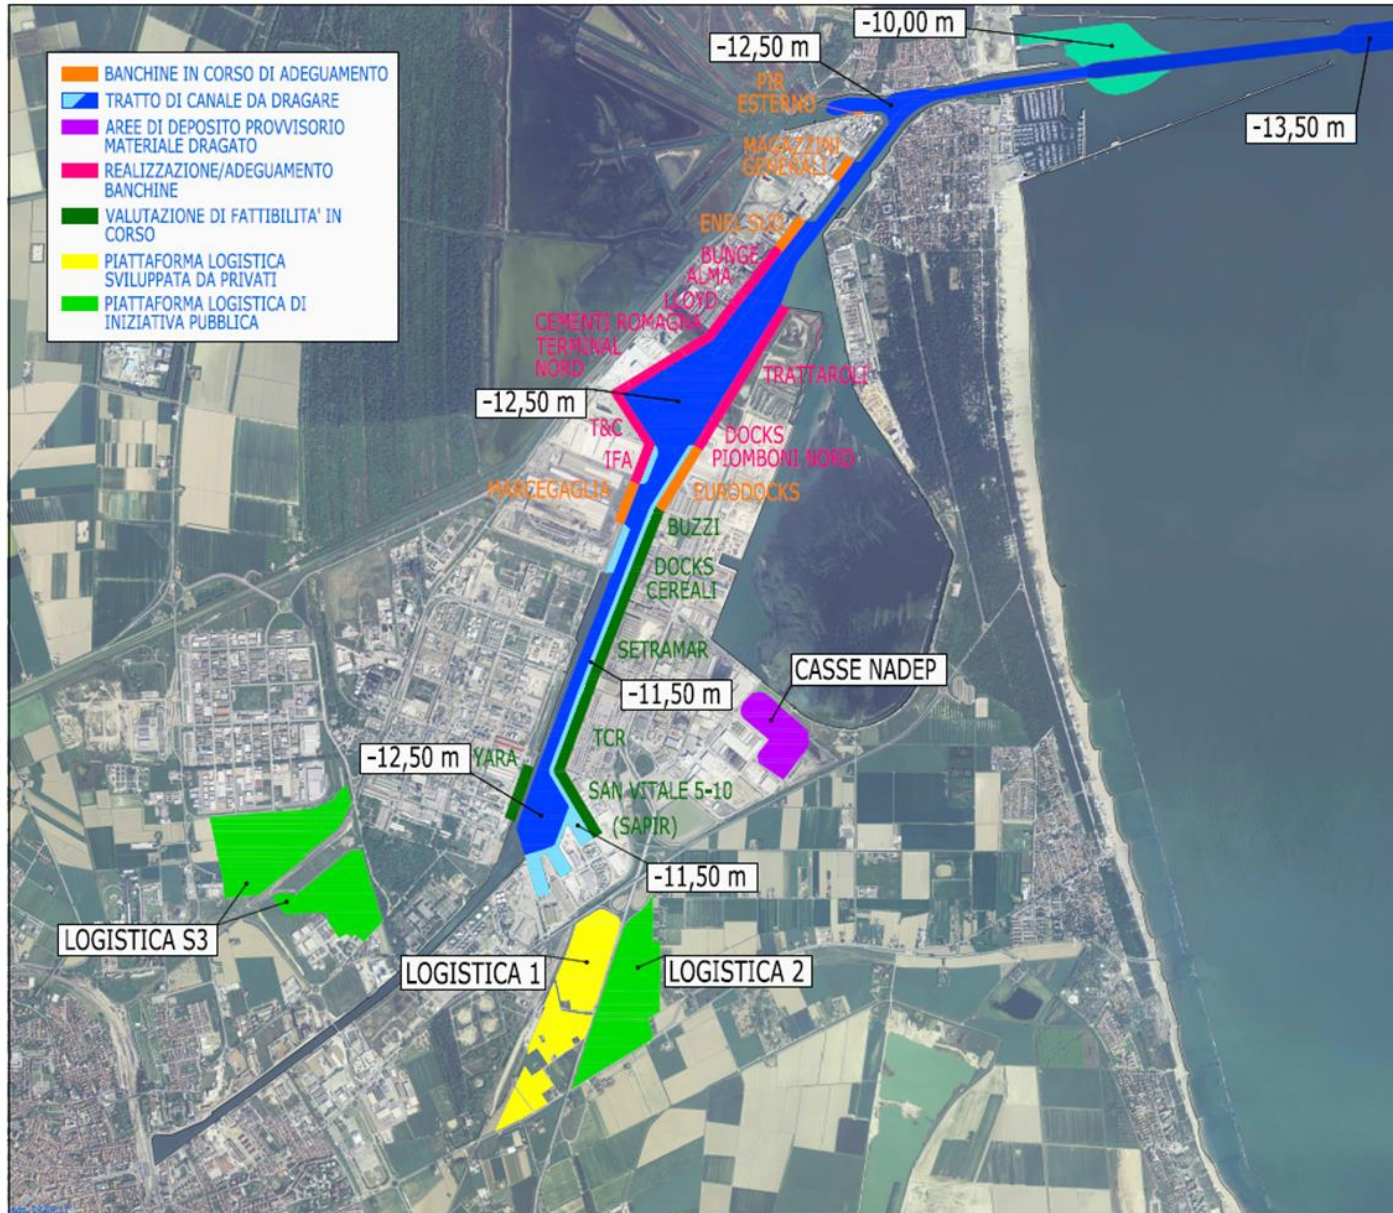 -10,00 m
-12,50 m
-13,50 m
BANCHINE IN CORSO DI ADEGUAMENTO
TRATTO DI CANALE DA DRAGARE
AREE DI DEPOSITO PROVVISORIO
MATERIALE DRAGATO
REALIZZAZIONE/ADEGUAMENTO
BANCHINE
VALUTAZIONE DI FATTIBILITA' IN
CORSO
PIATTAFORMA LOGISTICA
SVILUPPATA DA PRIVATI
PIATTAFORMA LOGISTICA DI
INIZIATIVA PUBBLICA
PIR
ESTERNO
MAGAZZINI
GENERALI
ENEL SUD
BUNGE
ALMA
LLOYD
CEMENTI ROMAGNA
TERMINAL
NORD
TRATTAROLI
-12,50 m
T&C
IFA
DOCKS
PIOMBONI NORD
MARCEGAGLIA
EURODOCKS
BUZZI
DOCKS
CEREALI
SETRAMAR
CASSE NADEP
-11,50 m
TCR
YARA
-12,50 m
SAN VITALE 5-10
(SAPIR)
-11,50 m
LOGISTICA S3
LOGISTICA 1
LOGISTICA 2